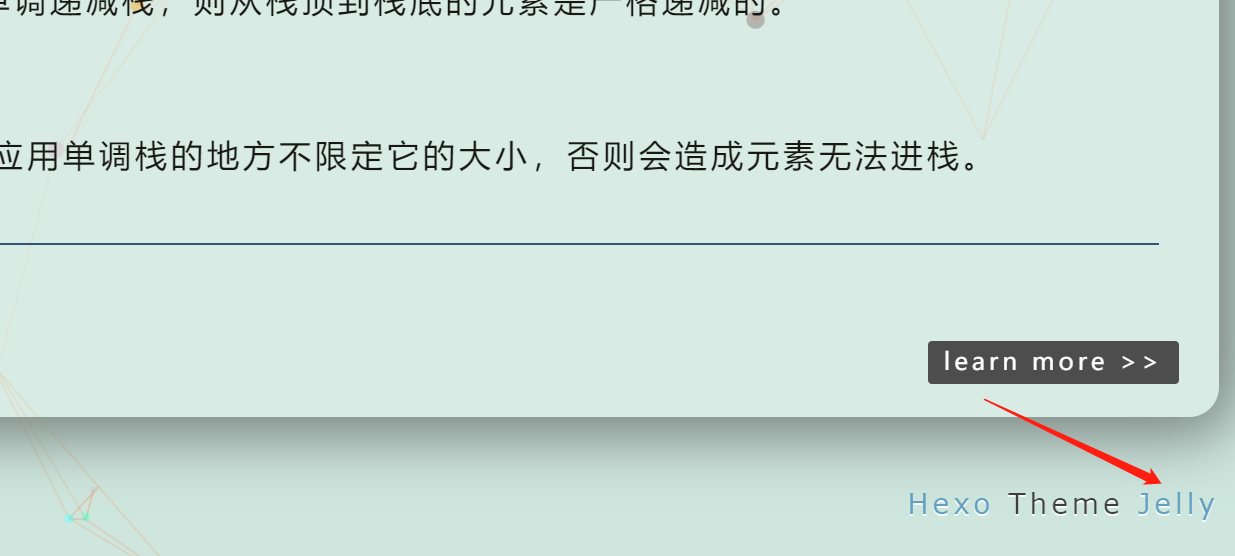 单调递减栈，则从栈顶到栈底的元素是严格递减的。
应用单调栈的地方不限定它的大小，否则会造成元素无法进栈。
learn more >>
Hexo Theme Jelly